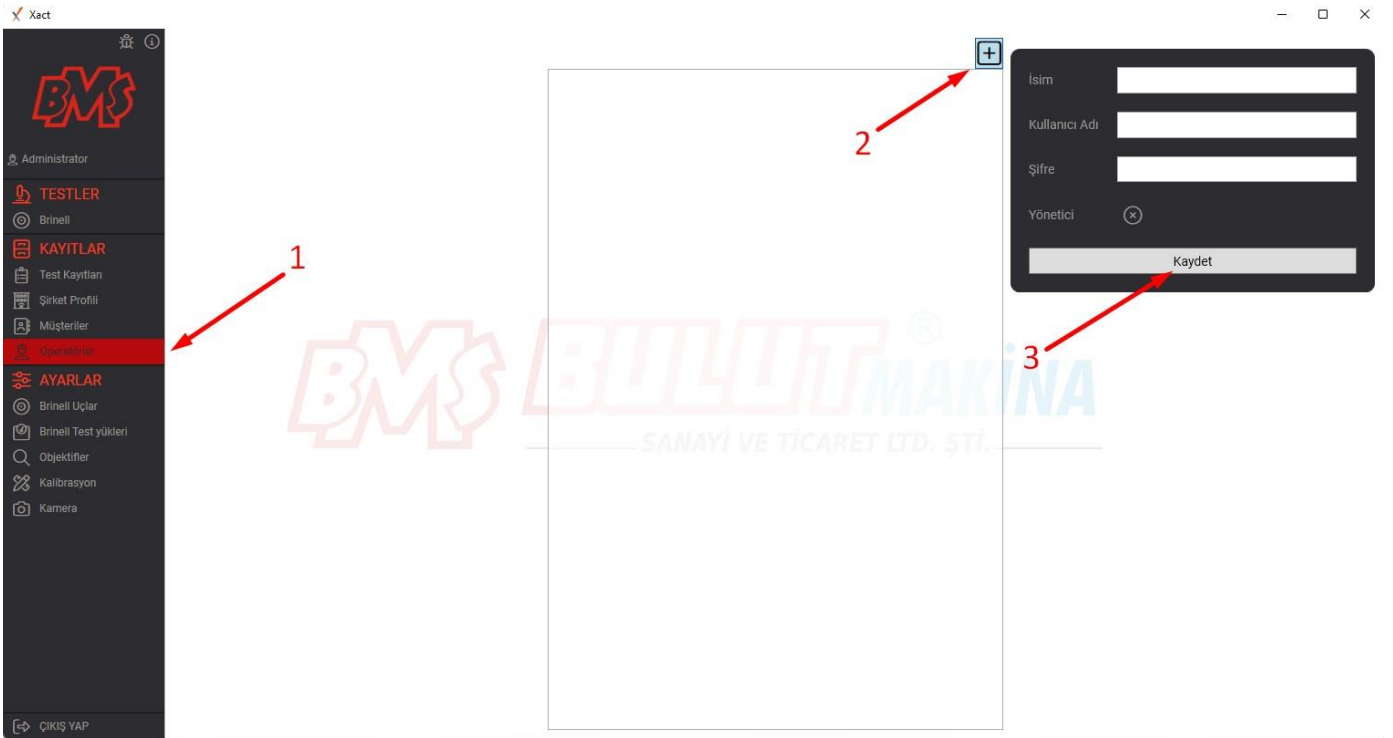 Xact
BMS
Administrator
TESTLER
Brinell
KAYITLAR
Test Kayıtları
Şirket Profili
Müşteriler
Operatörler
AYARLAR
Brinell Uçlar
Brinell Test yükleri
Objektifler
Kalibrasyon
Kamera
ÇIKIŞ YAP
1
2
3
İsim
Kullanıcı Adı
Şifre
Yönetici
Kaydet
BMS BULUT MAKİNA ®
SANAYİ VE TİCARET LTD. ŞTİ.